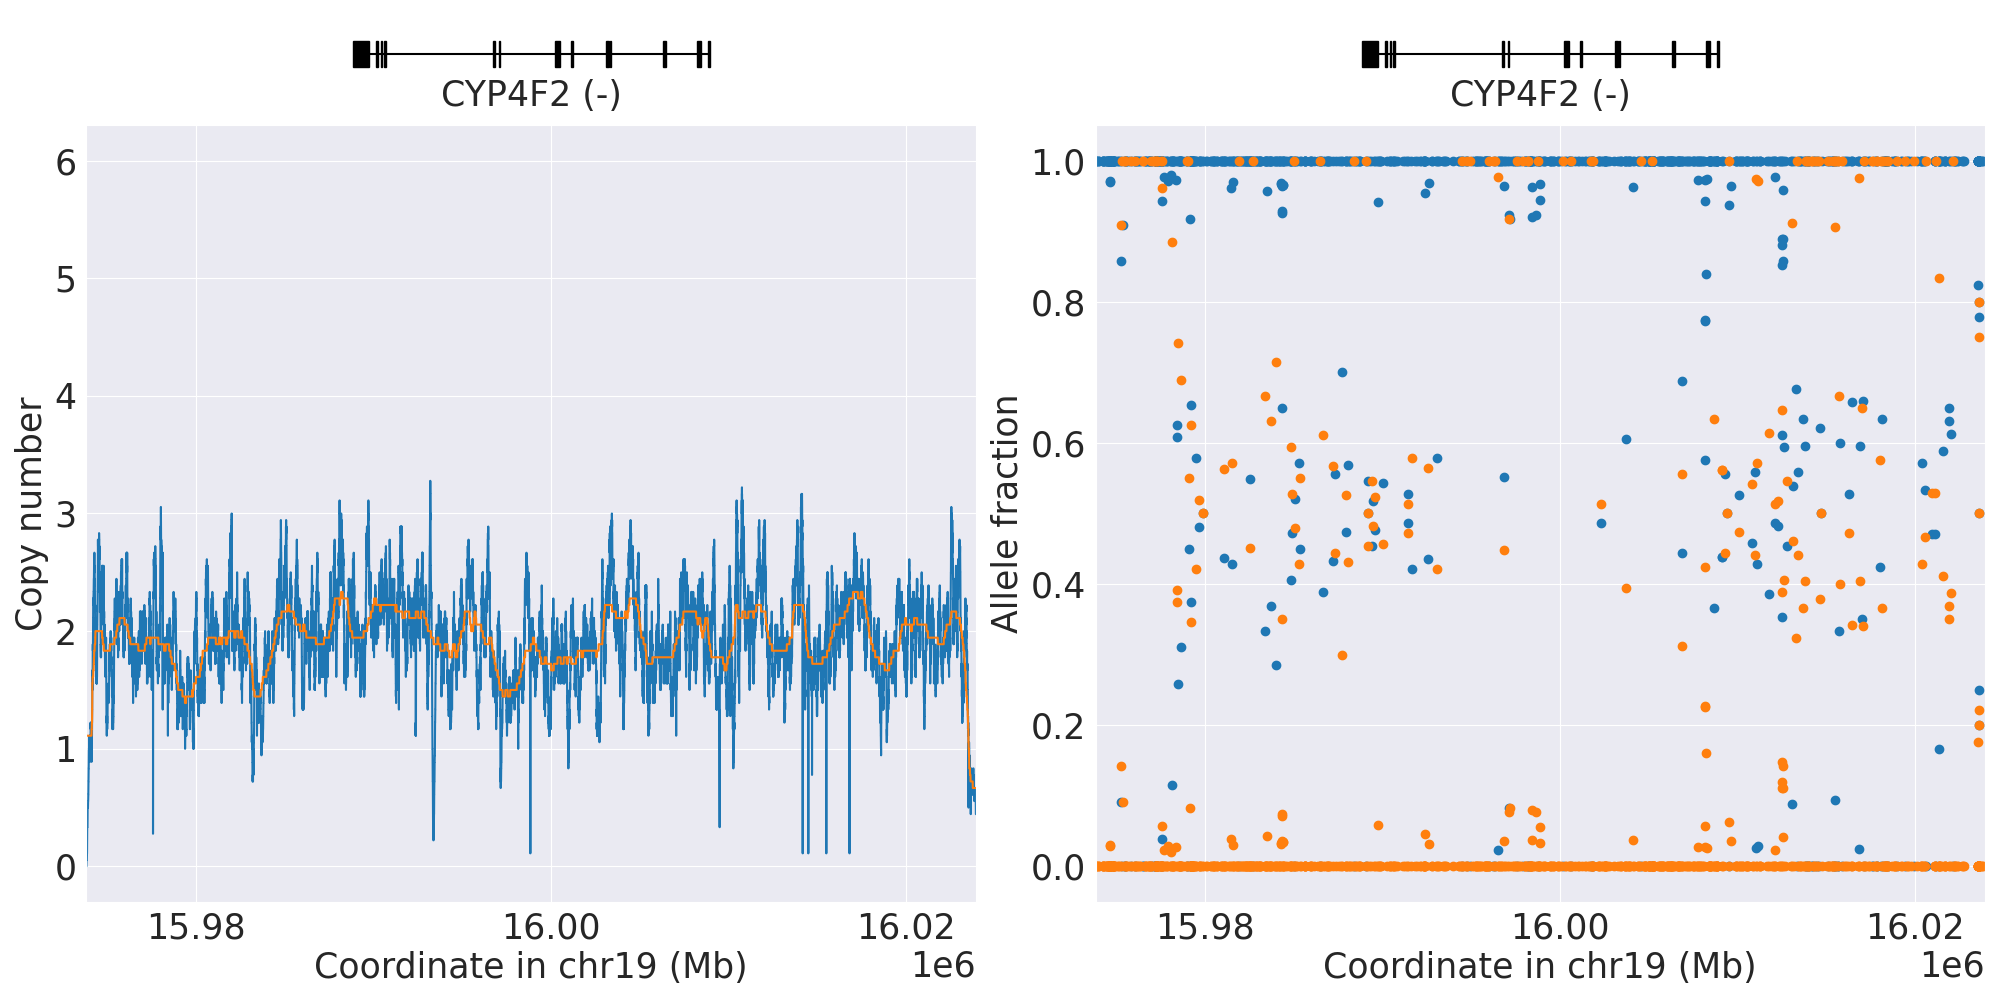 CYP4F2 (-)
6
5
4
3
2
1
0
Copy number
15.98
16.00
16.02
Coordinate in chr19 (Mb)
1e6
CYP4F2 (-)
1.0
0.8
0.6
0.4
0.2
0.0
Allele fraction
15.98
16.00
16.02
Coordinate in chr19 (Mb)
1e6